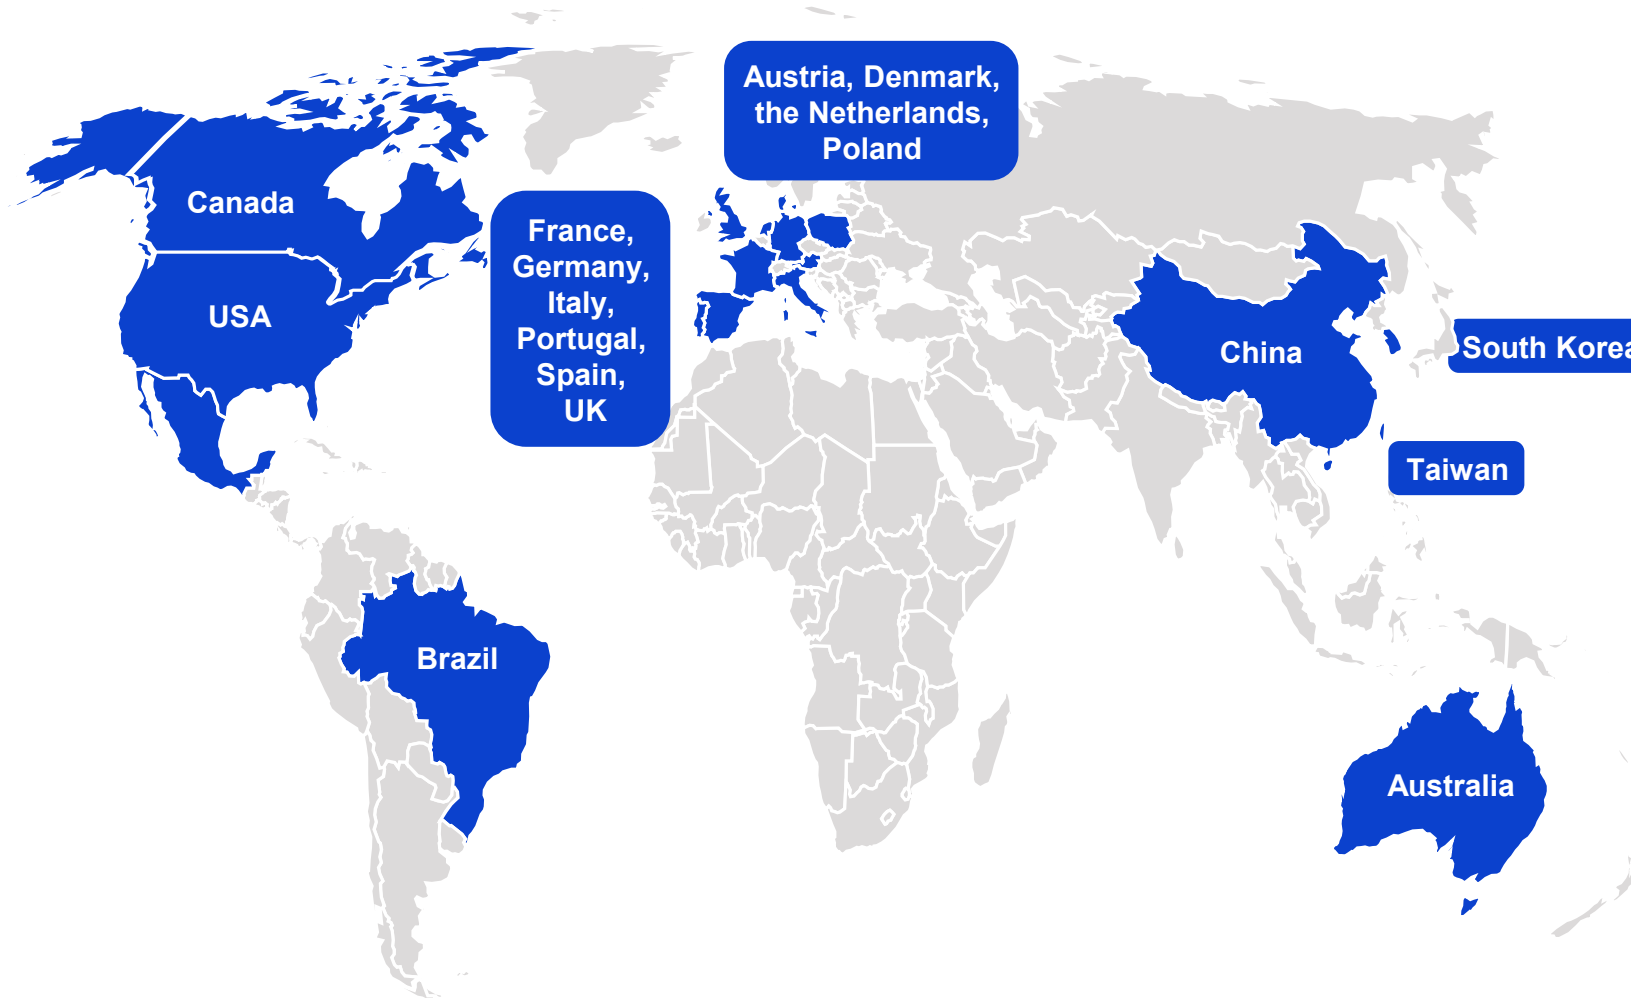 Austria, Denmark,
the Netherlands,
Poland
Canada
France,
Germany,
Italy,
Portugal,
Spain,
UK
USA
China
South Korea
Taiwan
Brazil
Australia